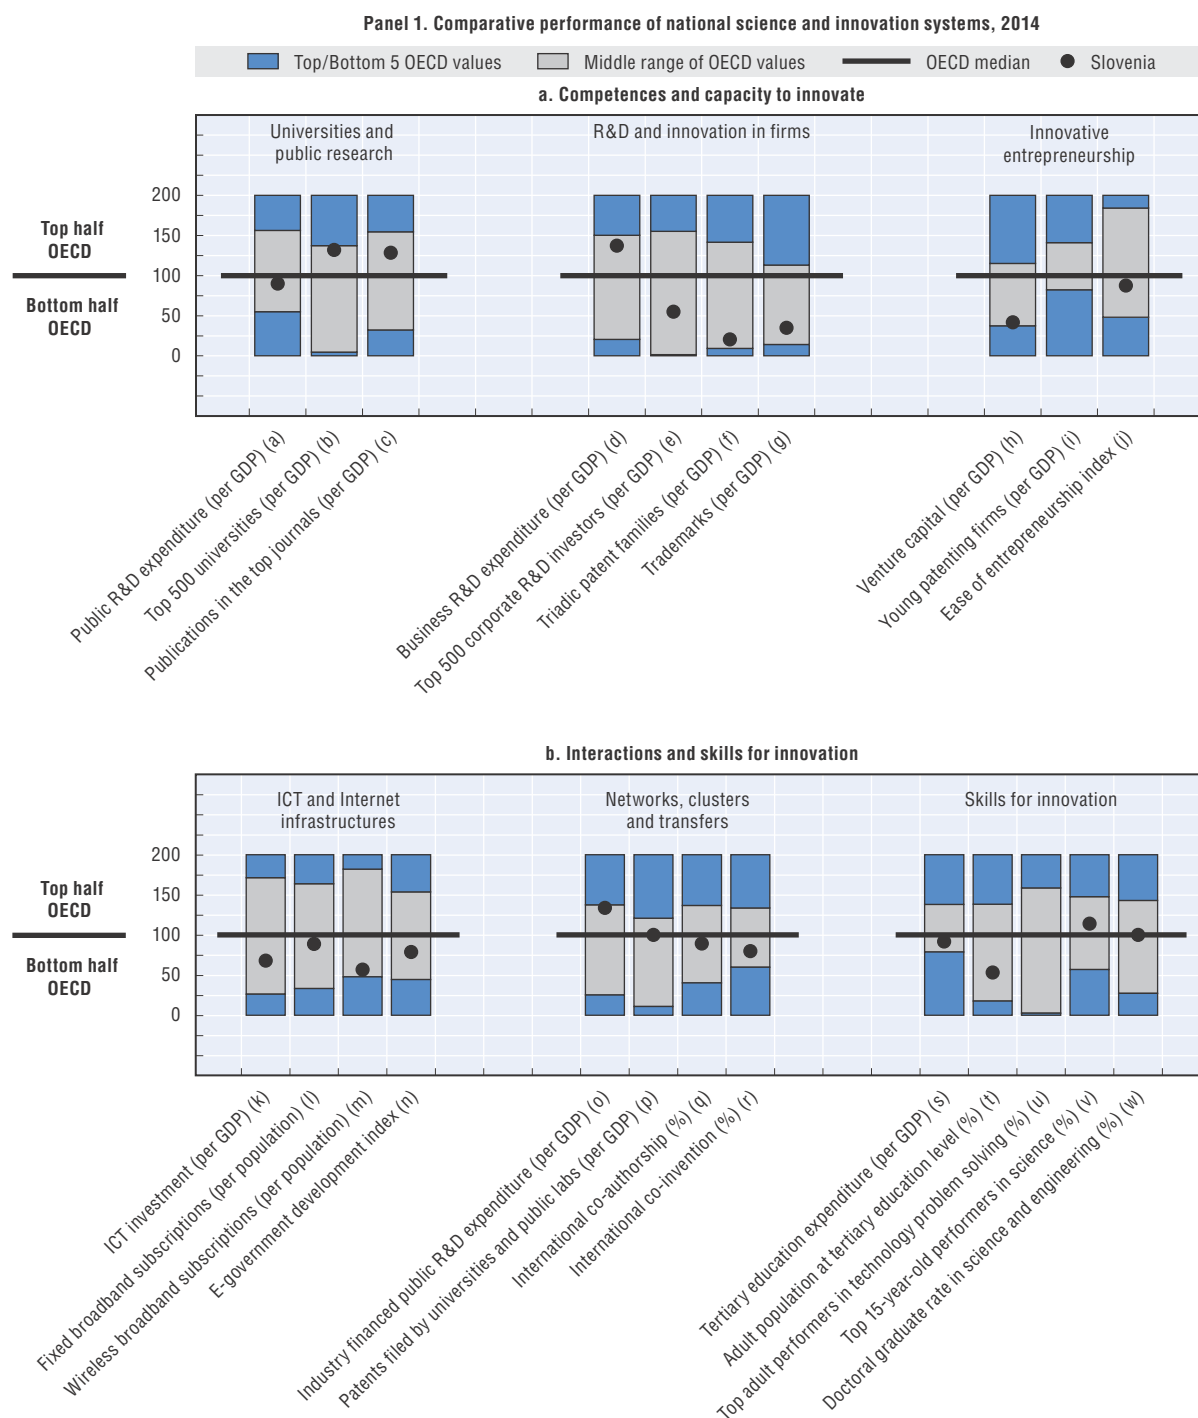 Panel 1. Comparative performance of national science and innovation systems, 2014
Top/Bottom 5 OECD values
Middle range of OECD values
OECD median
Slovenia
a. Competences and capacity to innovate
Universities and
public research
R&D and innovation in firms
Innovative
entrepreneurship
Top half
OECD
Bottom half
OECD
200
150
100
50
0
Public R&D expenditure (per GDP) (a)
Top 500 universities (per GDP) (b)
Publications in the top journals (per GDP) (c)
Business R&D expenditure (per GDP) (d)
Top 500 corporate R&D investors (per GDP) (e)
Triadic patent families (per GDP) (f)
Trademarks (per GDP) (g)
Venture capital (per GDP) (h)
Young patenting firms (per GDP) (i)
Ease of entrepreneurship index (j)
b. Interactions and skills for innovation
ICT and Internet
infrastructures
Networks, clusters
and transfers
Skills for innovation
Top half
OECD
Bottom half
OECD
200
150
100
50
0
ICT investment (per GDP) (k)
Fixed broadband subscriptions (per population) (l)
Wireless broadband subscriptions (per population) (m)
E-government development index (n)
Industry financed public R&D expenditure (per GDP) (o)
Patents filed by universities and public labs (per GDP) (p)
International co-authorship (%) (q)
International co-invention (%) (r)
Tertiary education expenditure (per GDP) (s)
Adult population at tertiary education level (%) (t)
Top adult performers in technology problem solving (%) (u)
Top 15-year-old performers in science (%) (v)
Doctoral graduate rate in science and engineering (%) (w)